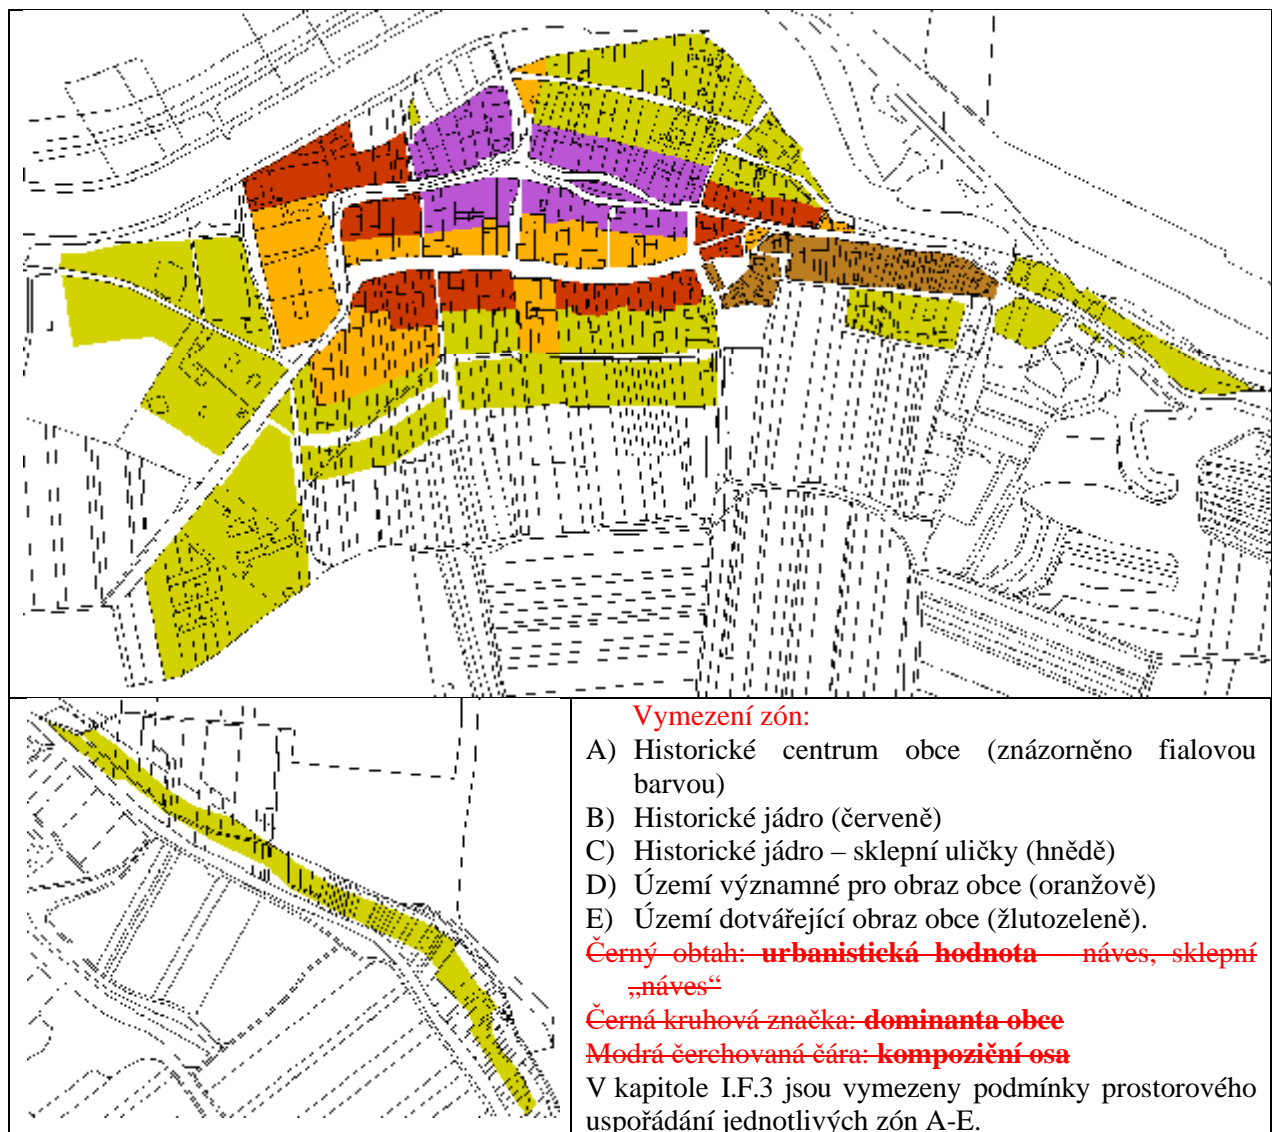 Vymezení zón:
A) Historické centrum obce (znázorněno fialovou
barvou)
B) Historické jádro (červeně)
C) Historické jádro – sklepní uličky (hnědě)
D) Území významné pro obraz obce (oranžově)
E) Území dotvářející obraz obce (žlutozeleně).
Černý obtah: urbanistická hodnota – náves, sklepní
„náves“
Černá kruhová značka: dominanta obce
Modrá čerchovaná čára: kompoziční osa
V kapitole I.F.3 jsou vymezeny podmínky prostorového
uspořádání jednotlivých zón A-E.